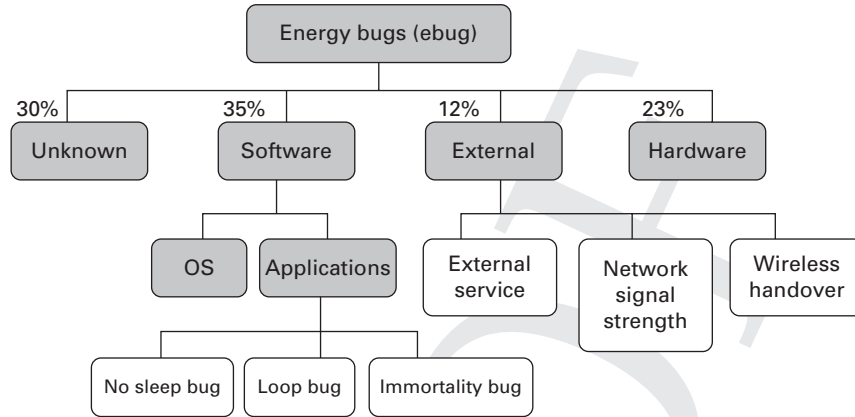 Energy bugs (ebug)
30%
35%
12%
23%
Unknown
Software
External
Hardware
OS
Applications
External
service
Network
signal
strength
Wireless
handover
No sleep bug
Loop bug
Immortality bug